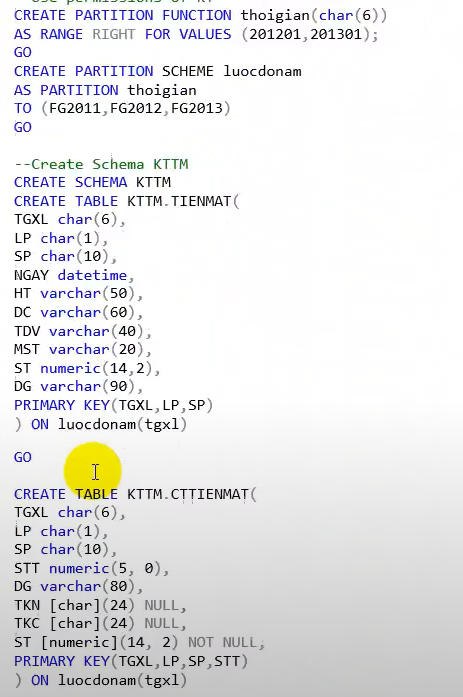 CREATE PARTITION FUNCTION thoigian(char(6))
AS RANGE RIGHT FOR VALUES (201201,201301);
GO
CREATE PARTITION SCHEME luocdonam
AS PARTITION thoigian
TO (FG2011,FG2012,FG2013)
GO
--Create Schema KTTM
CREATE SCHEMA KTTM
CREATE TABLE KTTM.TIENMAT(
TGXL char(6),
LP char(1),
SP char(10),
NGAY datetime,
HT varchar(50),
DC varchar(60),
TDV varchar(40),
MST varchar(20),
ST numeric(14,2),
DG varchar(90),
PRIMARY KEY(TGXL,LP,SP)
) ON luocdonam(tgxl)
GO
CREATE TABLE KTTM.CTTIENMAT(
TGXL char(6),
LP char(1),
SP char(10),
STT numeric(5, 0),
DG varchar(80),
TKN [char](24) NULL,
TKC [char](24) NULL,
ST [numeric](14, 2) NOT NULL,
PRIMARY KEY(TGXL,LP,SP,STT)
) ON luocdonam(tgxl)